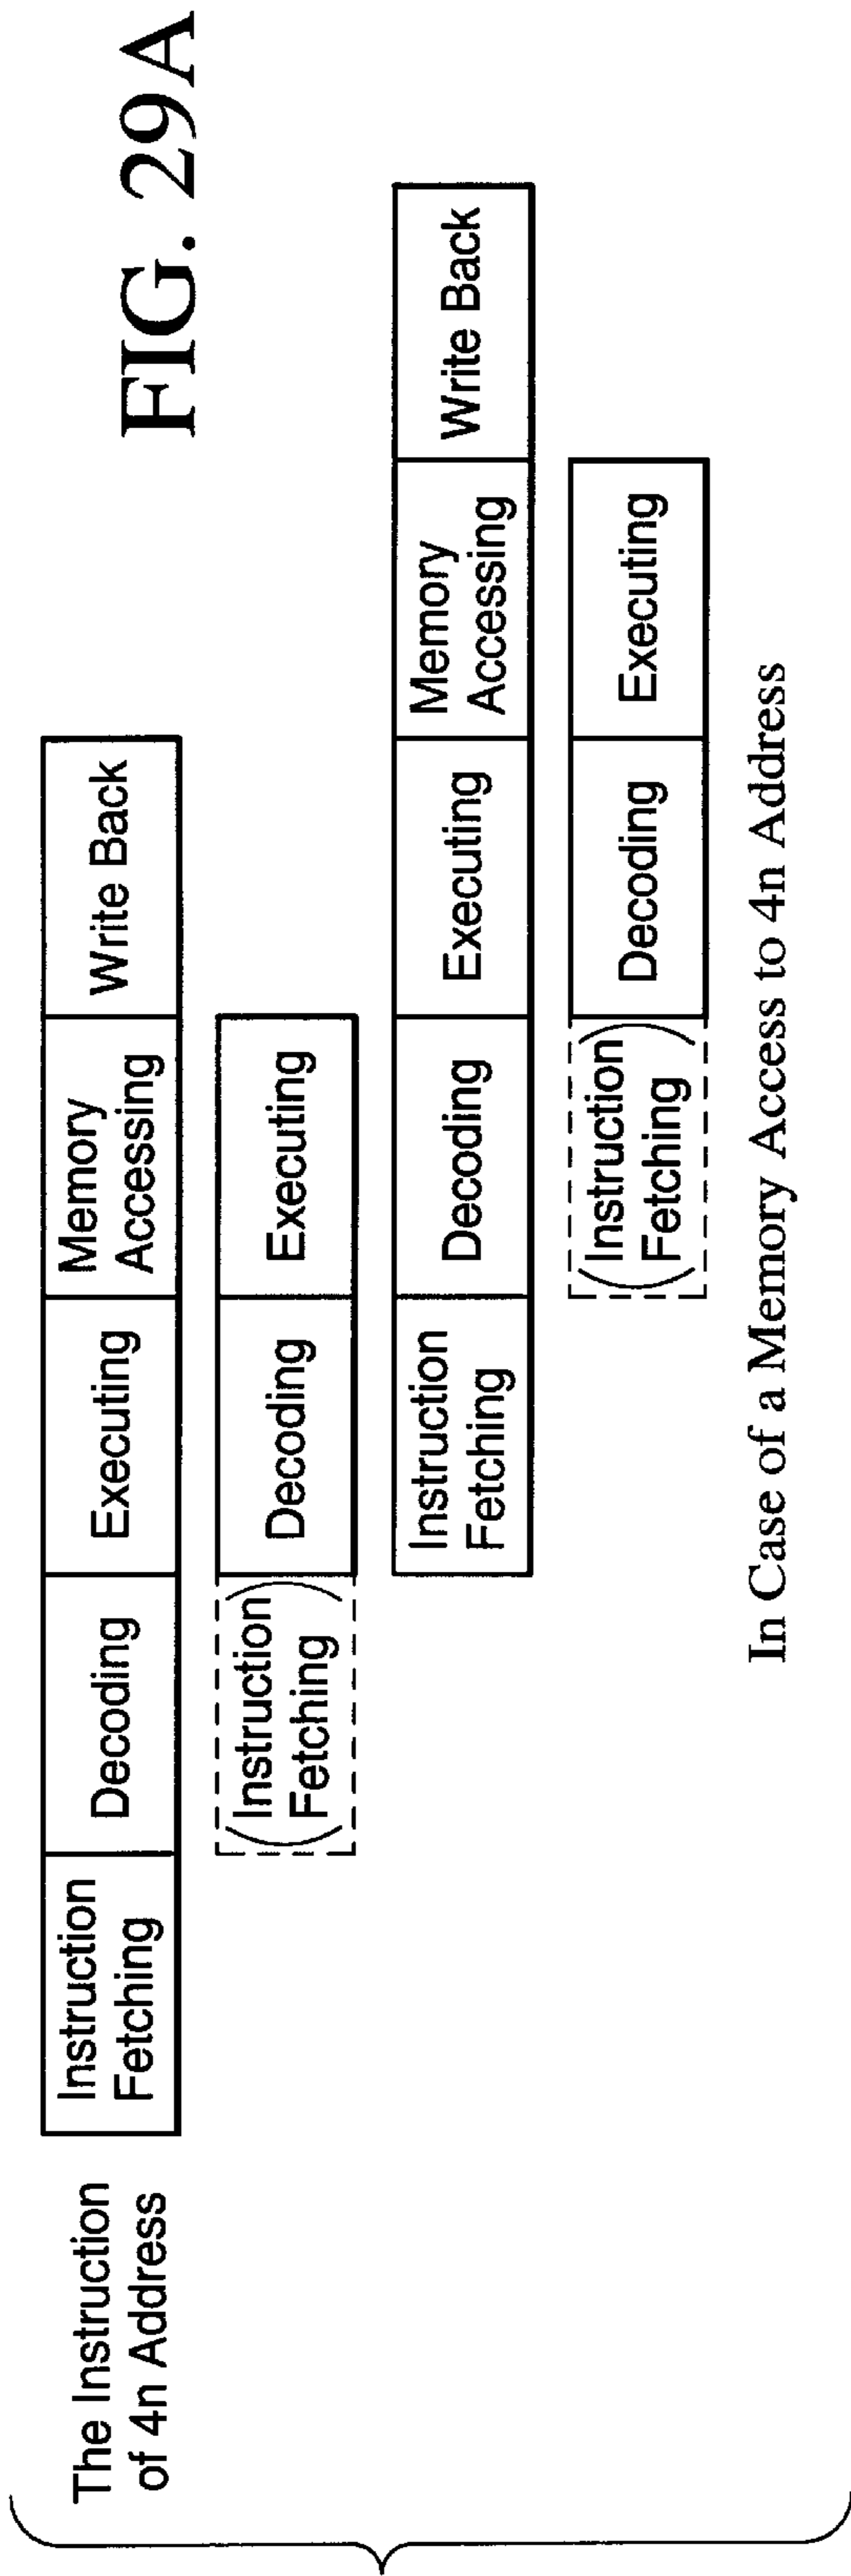 FIG. 29A
The Instruction
of 4n Address
Instruction
Fetching
Decoding
Executing
Memory
Accessing
Write Back
(Instruction
Fetching)
Decoding
Executing
Instruction
Fetching
Decoding
Executing
Memory
Accessing
Write Back
(Instruction
Fetching)
Decoding
Executing
In Case of a Memory Access to 4n Address